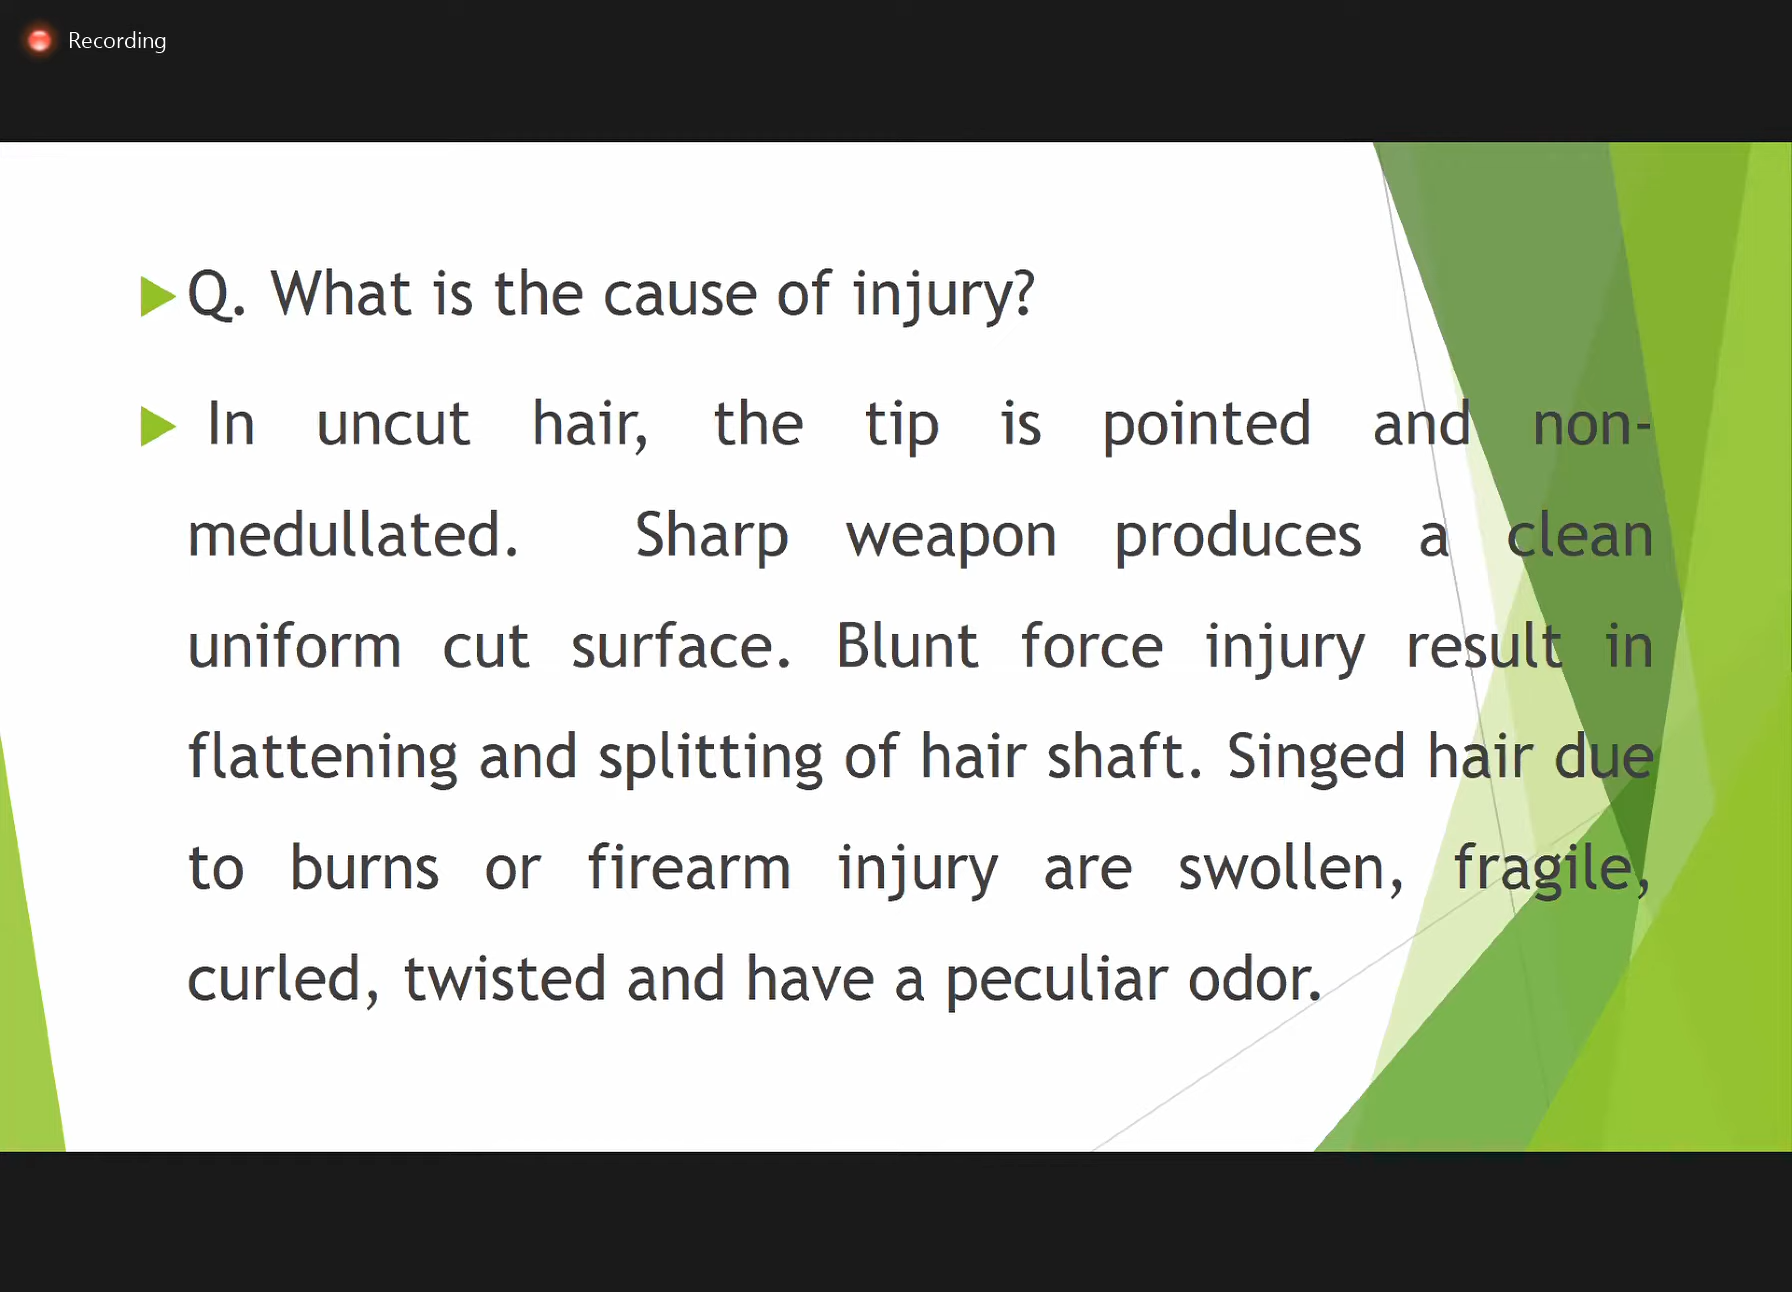 Recording
Q. What is the cause of injury?
In uncut hair, the tip is pointed and non-
medullated. Sharp weapon produces a clean
uniform cut surface. Blunt force injury result in
flattening and splitting of hair shaft. Singed hair due
to burns or firearm injury are swollen, fragile,
curled, twisted and have a peculiar odor.